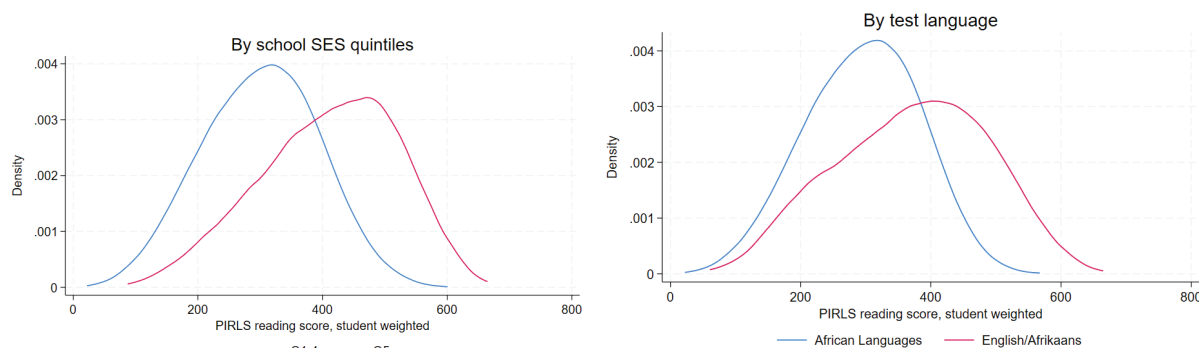 By school SES quintiles
Density
.004
.003
.002
.001
0
0 200 400 600 800
PIRLS reading score, student weighted
By test language
Density
.004
.003
.002
.001
0
0 200 400 600 800
PIRLS reading score, student weighted
African Languages English/Afrikaans